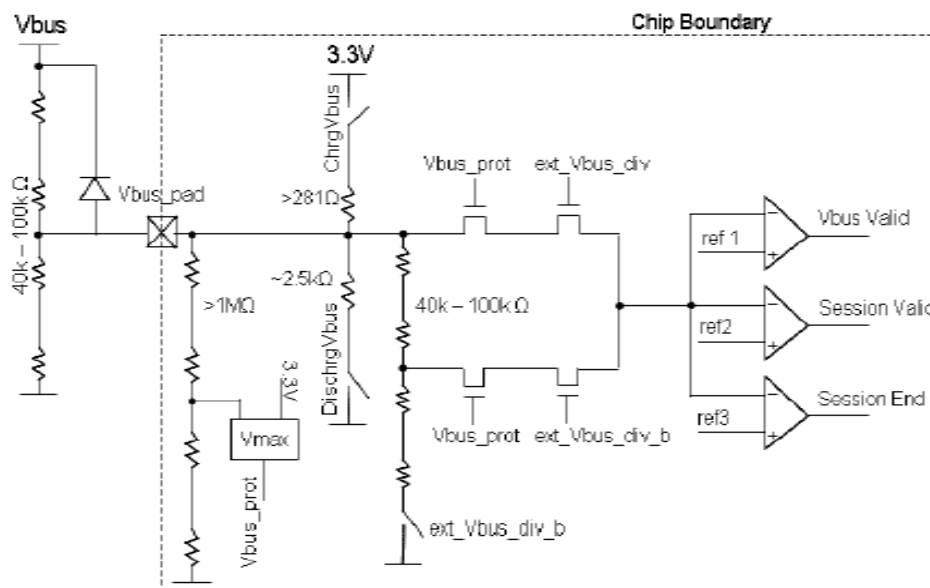 Chip Boundary
Vbus
3.3V
ChrgVbus
Vbus_prot
ext_Vbus_div
>281Ω
Vbus_pad
Vbus Valid
ref 1
40k – 100k Ω
~2.5kΩ
>1MΩ
40k – 100k Ω
Session Valid
ref2
DischrgVbus
3.3V
Session End
ref3
Vmax
Vbus_prot
ext_Vbus_div_b
Vbus_prot
ext_Vbus_div_b